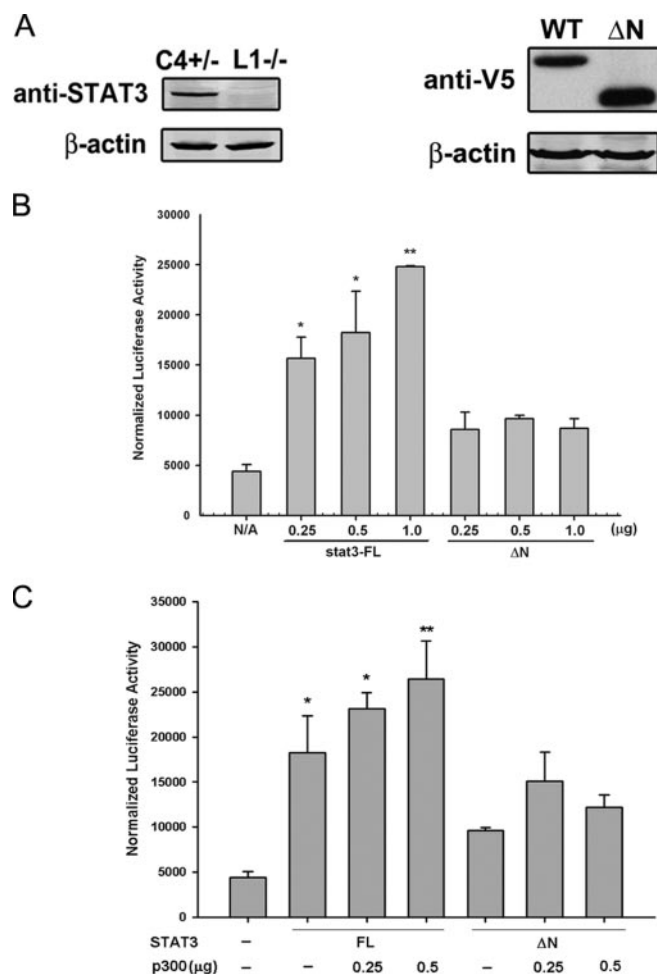 A
C4+/- L1-/-
anti-STAT3
β-actin
WT ΔN
anti-V5
β-actin
B
Normalized Luciferase Activity
30000
25000
20000
15000
10000
5000
0
* * **
N/A 0.25 0.5 1.0 0.25 0.5 1.0 (µg)
stat3-FL ΔN
C
Normalized Luciferase Activity
35000
30000
25000
20000
15000
10000
5000
0
* * **
STAT3 – FL ΔN
p300(µg) – – 0.25 0.5 – 0.25 0.5